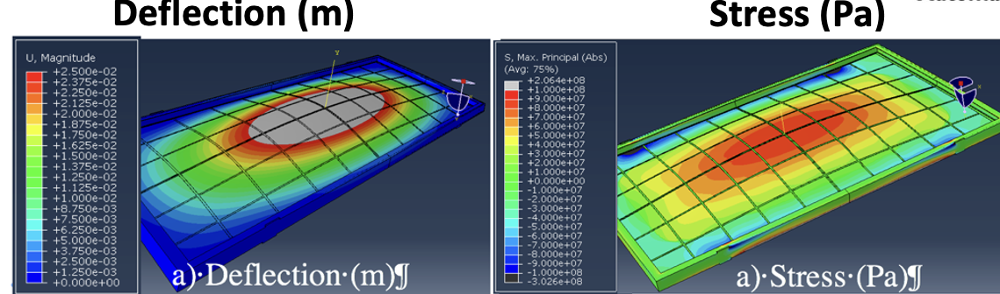 Deflection (m)
Stress (Pa)
U, Magnitude
+2.500e-02
+2.375e-02
+2.250e-02
+2.125e-02
+2.000e-02
+1.875e-02
+1.750e-02
+1.625e-02
+1.500e-02
+1.375e-02
+1.250e-02
+1.125e-02
+1.000e-02
+8.750e-03
+7.500e-03
+6.250e-03
+5.000e-03
+3.750e-03
+2.500e-03
+1.250e-03
+0.000e+00
Y
a)·Deflection·(m)¶
S, Max. Principal (Abs)
(Avg: 75%)
+2.064e+08
+1.000e+08
+9.000e+07
+8.000e+07
+7.000e+07
+6.000e+07
+5.000e+07
+4.000e+07
+3.000e+07
+2.000e+07
+1.000e+07
+0.000e+00
-1.000e+07
-2.000e+07
-3.000e+07
-4.000e+07
-5.000e+07
-6.000e+07
-7.000e+07
-8.000e+07
-9.000e+07
-1.000e+08
-3.026e+08
a)·Stress·(Pa)¶